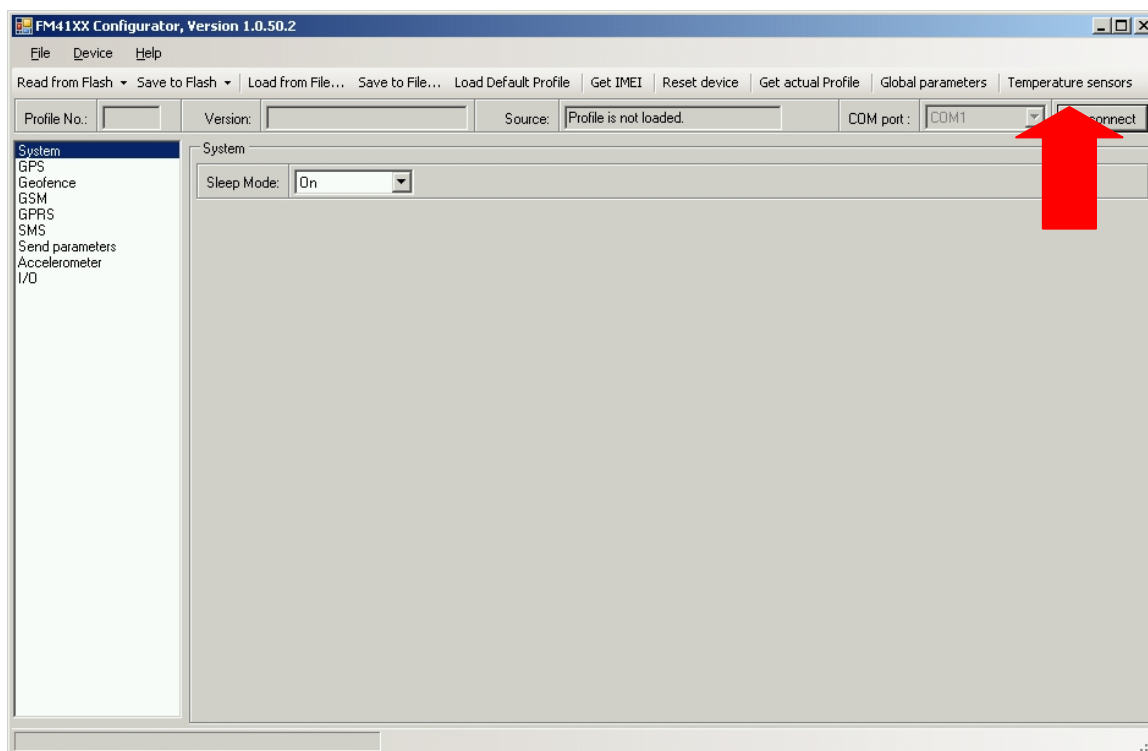 FM41XX Configurator, Version 1.0.50.2
File Device Help
Read from Flash Save to Flash Load from File... Save to File... Load Default Profile Get IMEI Reset device Get actual Profile Global parameters Temperature sensors
Profile No.: Version: Source: Profile is not loaded. COM port : COM1
System
GPS
Geofence
GSM
GPRS
SMS
Send parameters
Accelerometer
I/O
System
Sleep Mode: On